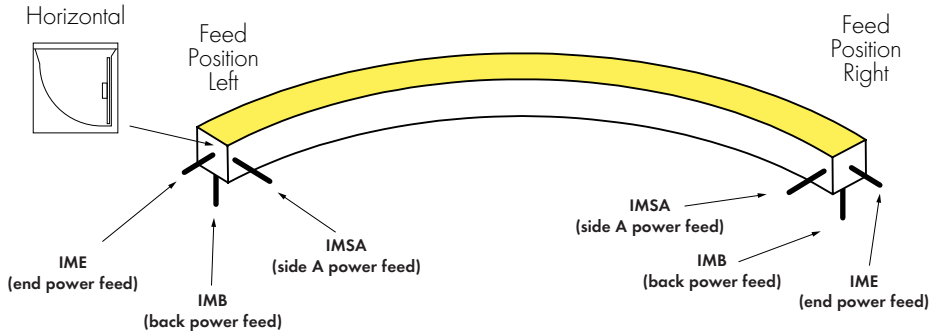 Horizontal
Feed
Position
Left
Feed
Position
Right
IME
(end power feed)
IMB
(back power feed)
IMSA
(side A power feed)
IMSA
(side A power feed)
IMB
(back power feed)
IME
(end power feed)